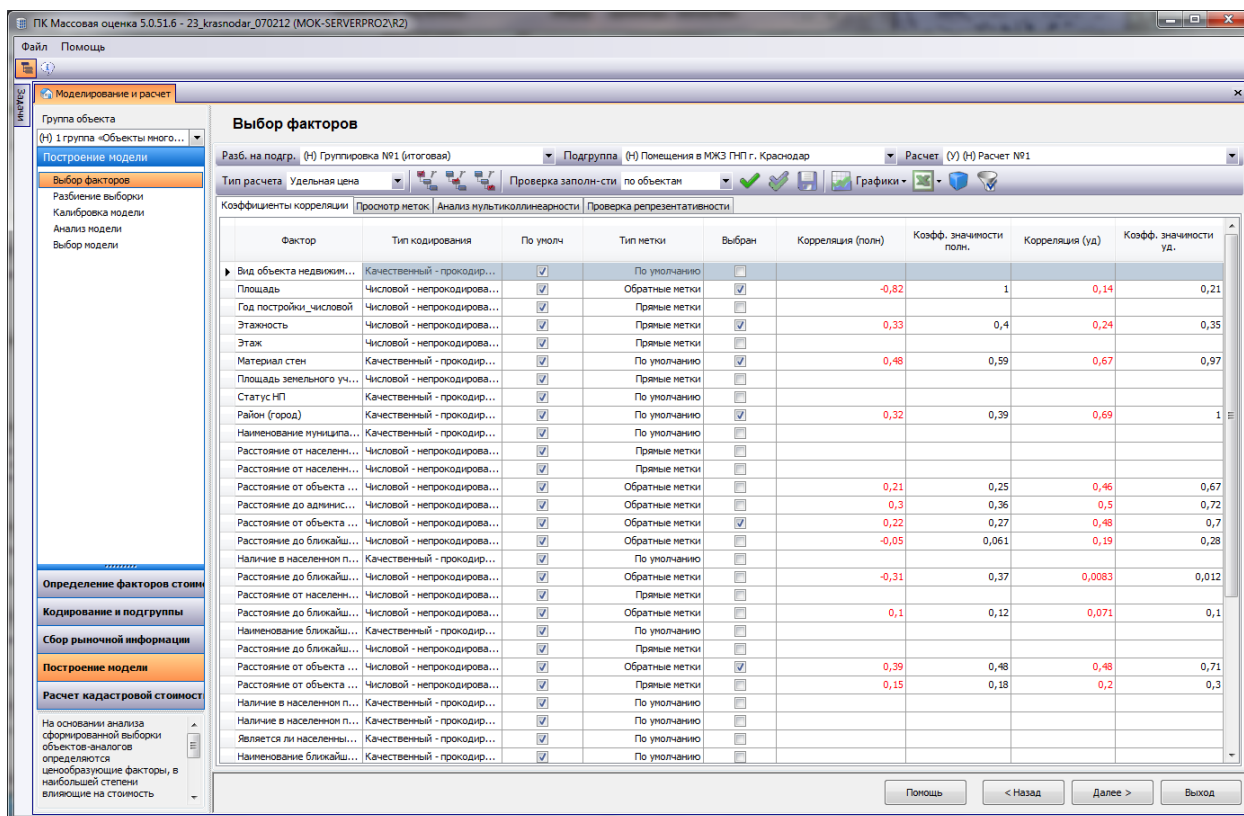 ПК Массовая оценка 5.0.51.6 - 23_krasnodar_070212 (MOK-SERVERPRO2\R2)
Файл Помощь
Задачи
Моделирование и расчет
Группа объекта
(Н) 1 группа «Объекты много...
Построение модели
Выбор факторов
Разбиение выборки
Калибровка модели
Анализ модели
Выбор модели
Определение факторов стоим
Кодирование и подгруппы
Сбор рыночной информации
Построение модели
Расчет кадастровой стоимост
На основании анализа
сформированной выборки
объектов-аналогов
определяются
ценообразующие факторы, в
наибольшей степени
влияющие на стоимость
Выбор факторов
Разб. на подгр. (Н) Группировка №1 (итоговая) Подгруппа (Н) Помещения в МЖЗ ГНП г. Краснодар Расчет (У) (Н) Расчет №1
Тип расчета Удельная цена Проверка заполн-сти по объектам Графики
Коэффициенты корреляции Просмотр меток Анализ мультиколлинеарности Проверка репрезентативности
Фактор Тип кодирования По умолч Тип метки Выбран Корреляция (полн) Коэфф. значимости полн. Корреляция (уд) Коэфф. значимости уд.
Вид объекта недвижим... Качественный - прокодир... По умолчанию
Площадь Числовой - непрокодирова... Обратные метки -0,82 1 0,14 0,21
Год постройки_числовой Числовой - непрокодирова... Прямые метки
Этажность Числовой - непрокодирова... Прямые метки 0,33 0,4 0,24 0,35
Этаж Числовой - непрокодирова... Прямые метки
Материал стен Качественный - прокодир... По умолчанию 0,48 0,59 0,67 0,97
Площадь земельного уч... Числовой - непрокодирова... Прямые метки
Статус НП Качественный - прокодир... По умолчанию
Район (город) Качественный - прокодир... По умолчанию 0,32 0,39 0,69 1
Наименование муниципа... Качественный - прокодир... По умолчанию
Расстояние от населенн... Числовой - непрокодирова... Прямые метки
Расстояние от населенн... Числовой - непрокодирова... Прямые метки
Расстояние от объекта ... Числовой - непрокодирова... Обратные метки 0,21 0,25 0,46 0,67
Расстояние до админис... Числовой - непрокодирова... Обратные метки 0,3 0,36 0,5 0,72
Расстояние от объекта ... Числовой - непрокодирова... Обратные метки 0,22 0,27 0,48 0,7
Расстояние до ближайш... Числовой - непрокодирова... Обратные метки -0,05 0,061 0,19 0,28
Наличие в населенном п... Качественный - прокодир... По умолчанию
Расстояние до ближайш... Числовой - непрокодирова... Обратные метки -0,31 0,37 0,0083 0,012
Расстояние от населенн... Числовой - непрокодирова... Прямые метки
Расстояние до ближайш... Числовой - непрокодирова... Обратные метки 0,1 0,12 0,071 0,1
Наименование ближайш... Качественный - прокодир... По умолчанию
Расстояние до ближайш... Числовой - непрокодирова... Прямые метки
Расстояние от объекта ... Числовой - непрокодирова... Обратные метки 0,39 0,48 0,48 0,71
Расстояние от объекта ... Числовой - непрокодирова... Прямые метки 0,15 0,18 0,2 0,3
Наличие в населенном п... Качественный - прокодир... По умолчанию
Наличие в населенном п... Качественный - прокодир... По умолчанию
Является ли населенны... Качественный - прокодир... По умолчанию
Наименование ближайш... Качественный - прокодир... По умолчанию
Помощь < Назад Далее > Выход